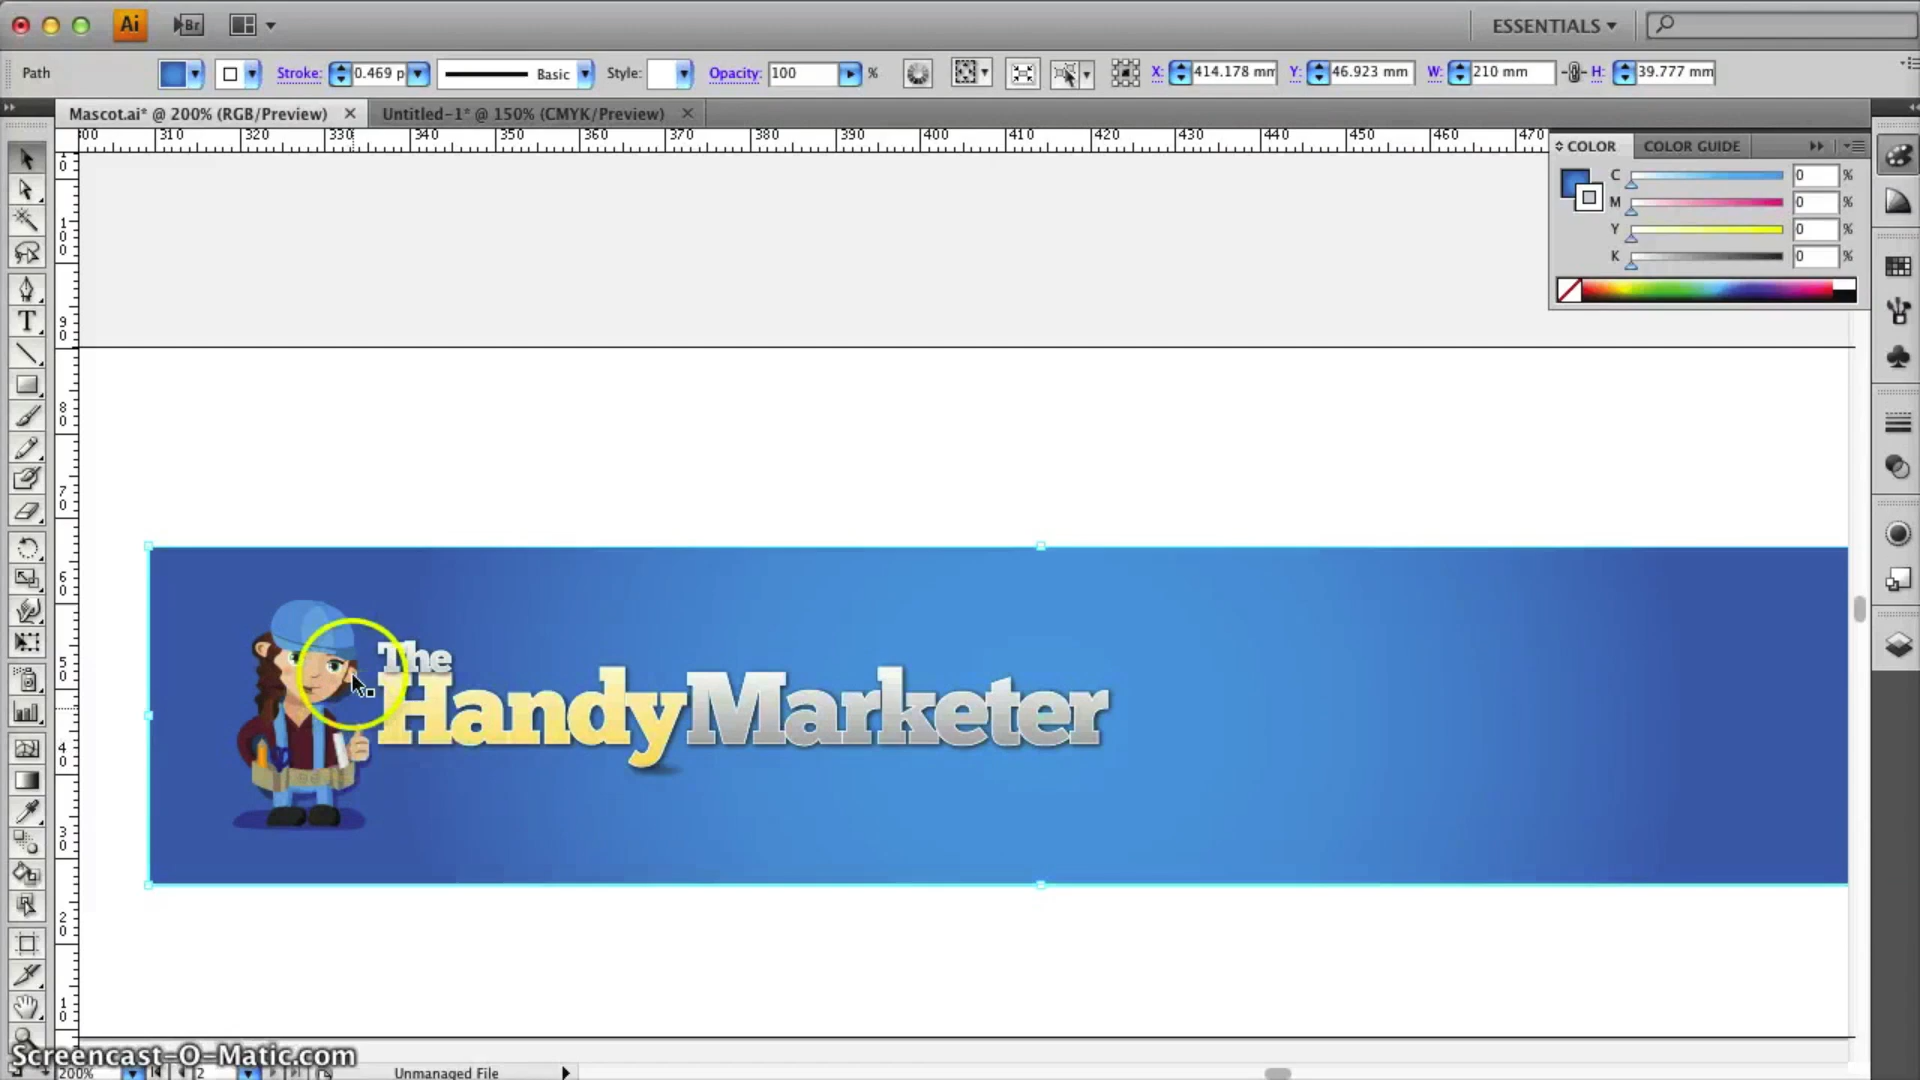 Ai Br ESSENTIALS
Path Stroke: 0.469 p Basic Style: Opacity: 100 % X: 414.178 mm Y: 46.923 mm W: 210 mm H: 39.777 mm
Mascot.ai* @ 200% (RGB/Preview) Untitled-1* @ 150% (CMYK/Preview)
300 310 320 330 340 350 360 370 380 390 400 410 420 430 440 450 460 470
COLOR COLOR GUIDE
C 0 %
M 0 %
Y 0 %
K 0 %
100
90
80
70
60
50
40
30
20
10
The
HandyMarketer
Screencast-O-Matic.com
200% 2 Unmanaged File